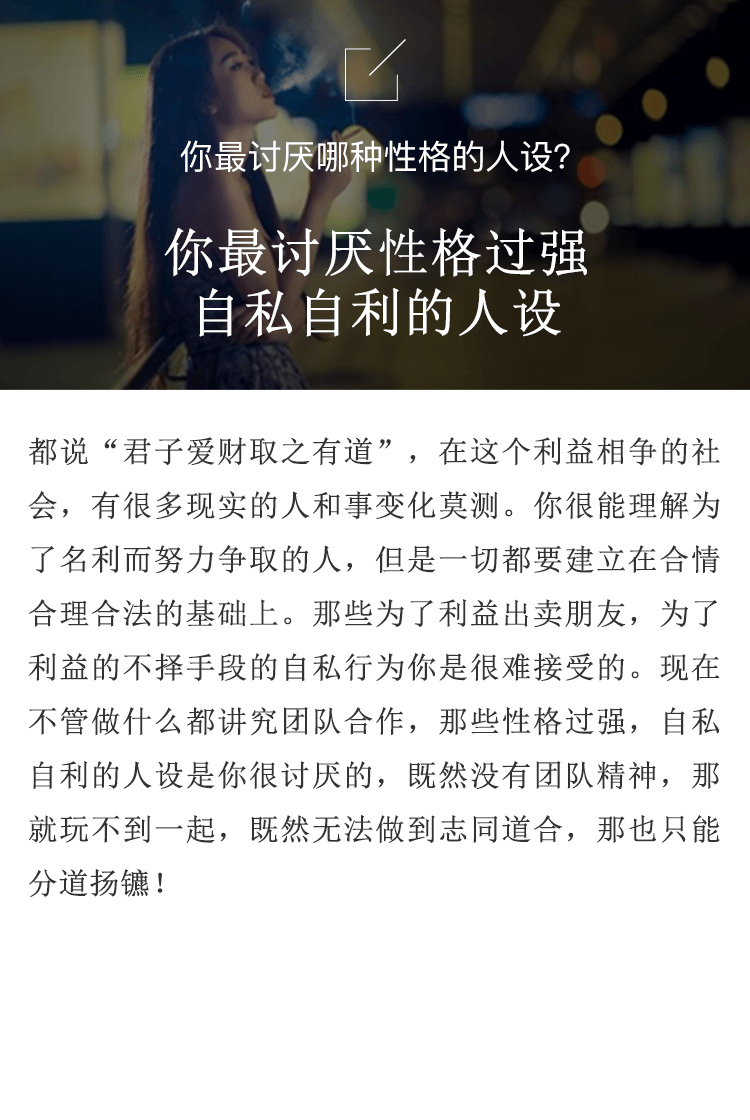 你最讨厌哪种性格的人设？
你最讨厌性格过强
自私自利的人设
都说“君子爱财取之有道”，在这个利益相争的社
会，有很多现实的人和事变化莫测。你很能理解为
了名利而努力争取的人，但是一切都要建立在合情
合理合法的基础上。那些为了利益出卖朋友，为了
利益的不择手段的自私行为你是很难接受的。现在
不管做什么都讲究团队合作，那些性格过强，自私
自利的人设是你很讨厌的，既然没有团队精神，那
就玩不到一起，既然无法做到志同道合，那也只能
分道扬镳！